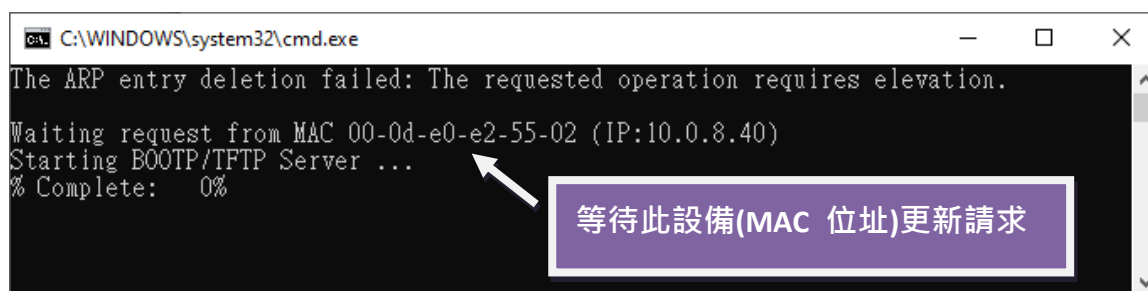 C:\WINDOWS\system32\cmd.exe
The ARP entry deletion failed: The requested operation requires elevation.
Waiting request from MAC 00-0d-e0-e2-55-02 (IP:10.0.8.40)
Starting BOOTP/TFTP Server ...
% Complete:   0%
等待此設備(MAC 位址)更新請求